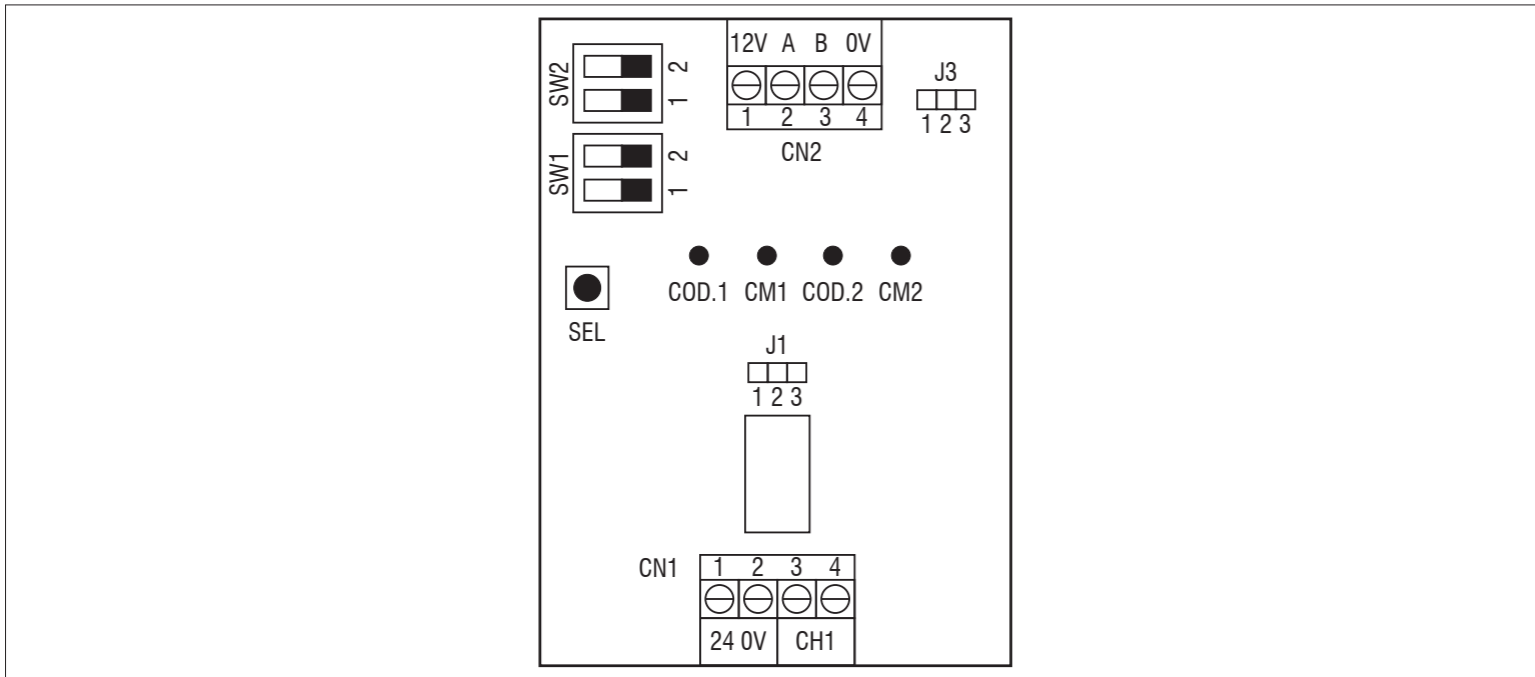 12V A B 0V
1 2 3 4
CN2
J3
1 2 3
SW2
2
1
SW1
2
1
COD.1 CM1 COD.2 CM2
SEL
J1
1 2 3
CN1
1 2 3 4
24 0V CH1